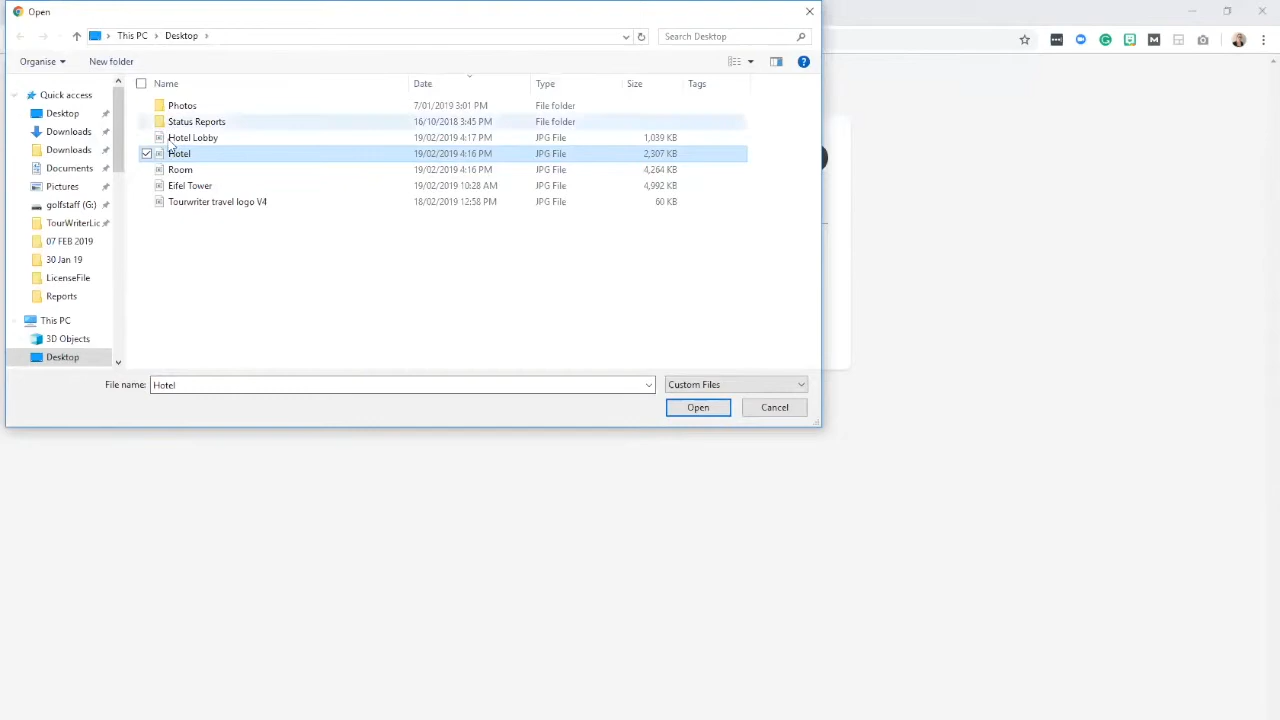 Open
This PC Desktop Search Desktop
Organise New folder
Name Date Type Size Tags
Quick access
Desktop
Downloads
Downloads
Documents
Pictures
golfstaff (G:)
TourWriterLic
07 FEB 2019
30 Jan 19
LicenseFile
Reports
This PC
3D Objects
Desktop
Photos 7/01/2019 3:01 PM File folder
Status Reports 16/10/2018 3:45 PM File folder
Hotel Lobby 19/02/2019 4:17 PM JPG File 1,039 KB
Hotel 19/02/2019 4:16 PM JPG File 2,307 KB
Room 19/02/2019 4:16 PM JPG File 4,264 KB
Eifel Tower 19/02/2019 10:28 AM JPG File 4,992 KB
Tourwriter travel logo V4 18/02/2019 12:58 PM JPG File 60 KB
File name: Hotel Custom Files
Open Cancel